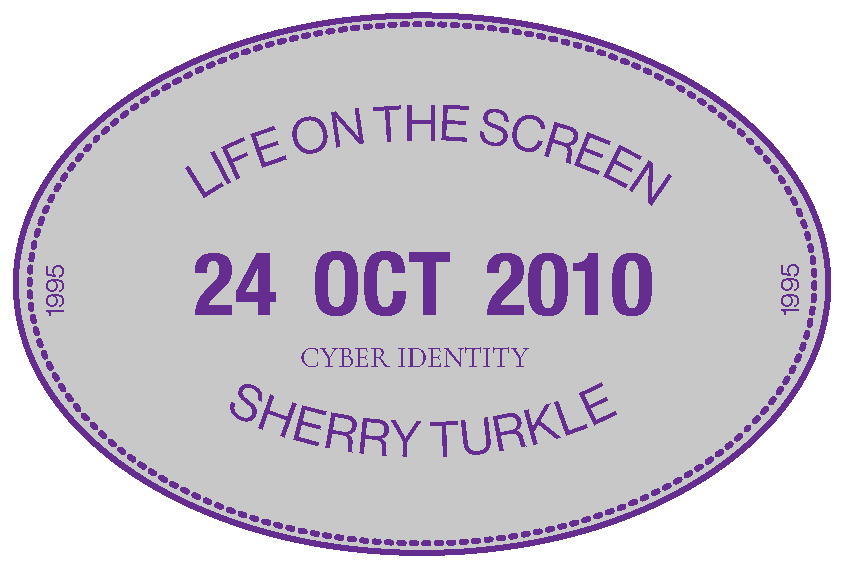 LIFE ON THE SCREEN
1995
24 OCT 2010
1995
CYBER IDENTITY
SHERRY TURKLE